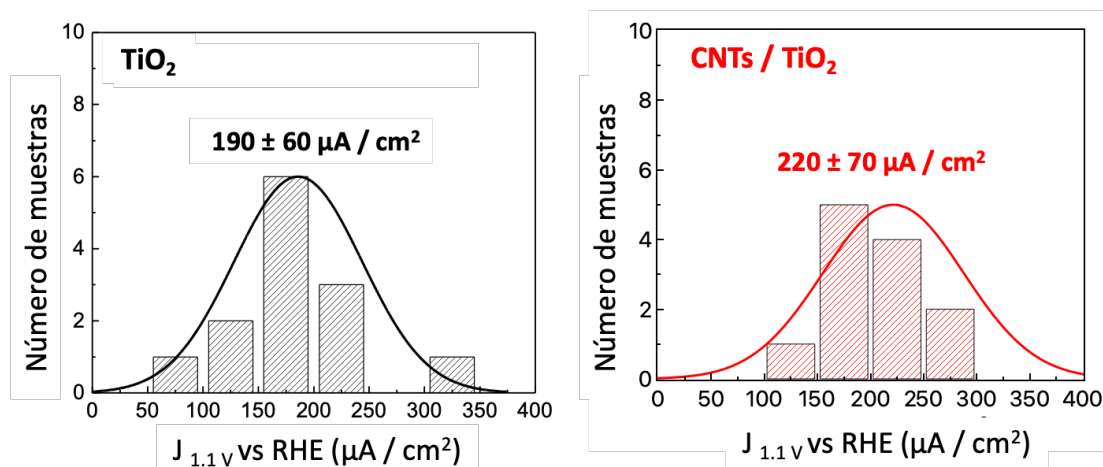 TiO₂
190 ± 60 µA / cm²
Número de muestras
10
8
6
4
2
0
0 50 100 150 200 250 300 350 400
J 1.1 V vs RHE (µA / cm²)
CNTs / TiO₂
220 ± 70 µA / cm²
Número de muestras
10
8
6
4
2
0
0 50 100 150 200 250 300 350 400
J 1.1 V vs RHE (µA / cm²)